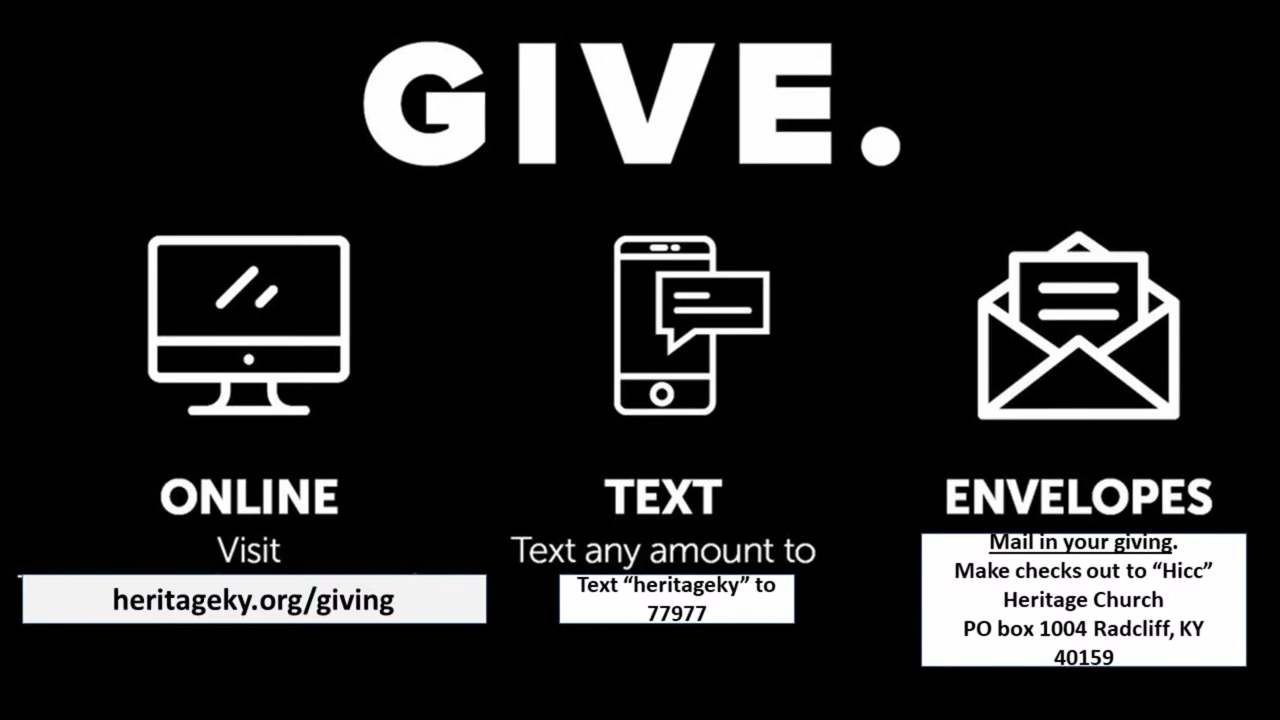 GIVE.
ONLINE
Visit
heritageky.org/giving
TEXT
Text any amount to
Text “heritageky” to
77977
ENVELOPES
Mail in your giving.
Make checks out to “Hicc”
Heritage Church
PO box 1004 Radcliff, KY
40159